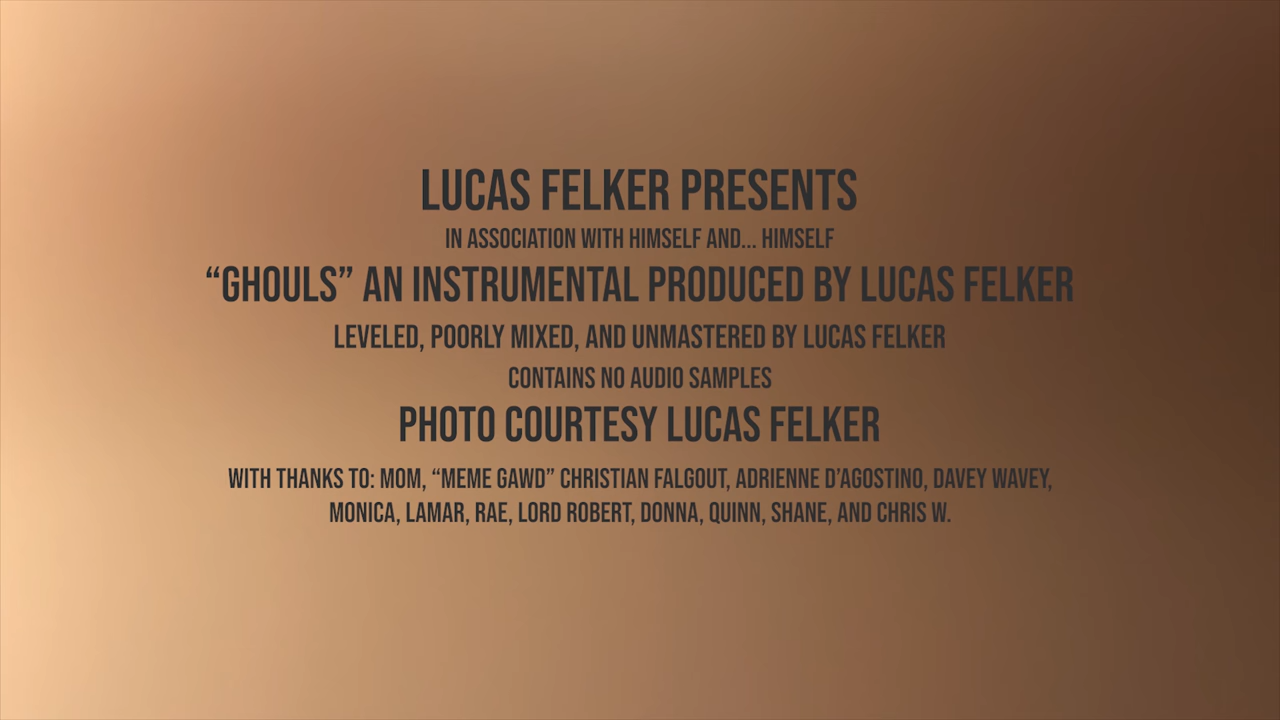 LUCAS FELKER PRESENTS
IN ASSOCIATION WITH HIMSELF AND... HIMSELF
“GHOULS” AN INSTRUMENTAL PRODUCED BY LUCAS FELKER
LEVELED, POORLY MIXED, AND UNMASTERED BY LUCAS FELKER
CONTAINS NO AUDIO SAMPLES
PHOTO COURTESY LUCAS FELKER
WITH THANKS TO: MOM, “MEME GAWD” CHRISTIAN FALGOUT, ADRIENNE D’AGOSTINO, DAVEY WAVEY,
MONICA, LAMAR, RAE, LORD ROBERT, DONNA, QUINN, SHANE, AND CHRIS W.